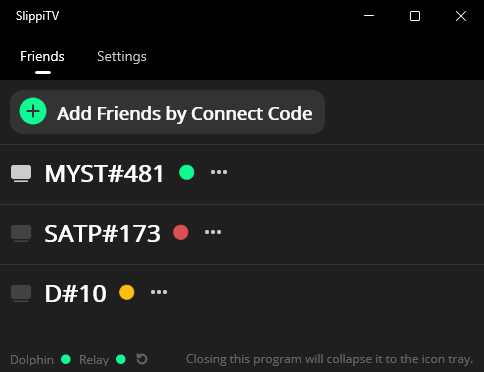 SlippiTV
Friends Settings
Add Friends by Connect Code
MYST#481
SATP#173
D#10
Dolphin Relay Closing this program will collapse it to the icon tray.